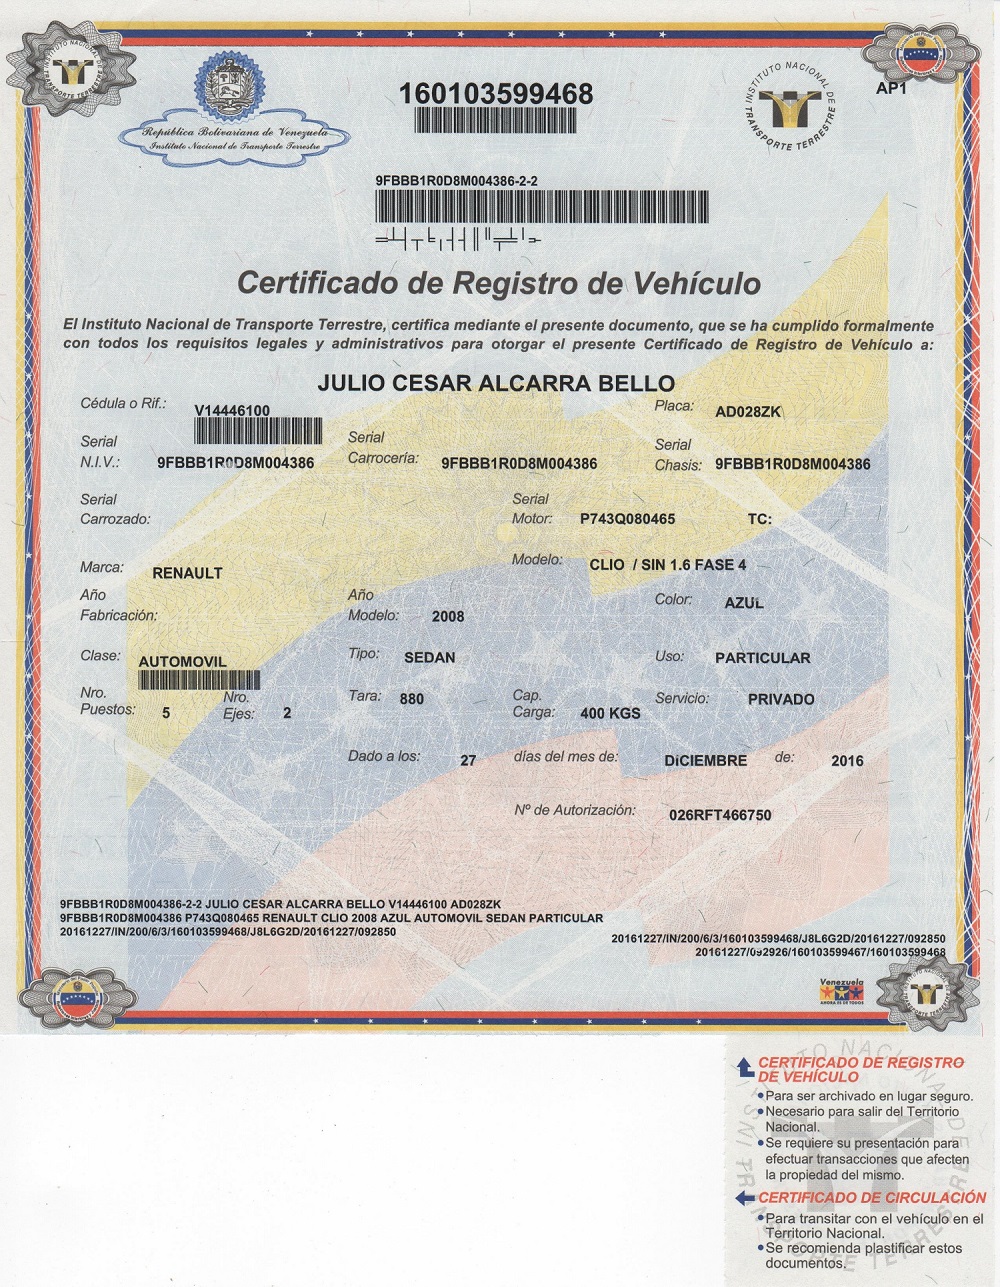 INSTITUTO NACIONAL DE TRANSPORTE TERRESTRE
República Bolivariana de Venezuela
Instituto Nacional de Transporte Terrestre
160103599468
INSTITUTO NACIONAL DE TRANSPORTE TERRESTRE
AP1
9FBBB1R0D8M004386-2-2
Certificado de Registro de Vehículo
El Instituto Nacional de Transporte Terrestre, certifica mediante el presente documento, que se ha cumplido formalmente
con todos los requisitos legales y administrativos para otorgar el presente Certificado de Registro de Vehículo a:
JULIO CESAR ALCARRA BELLO
Cédula o Rif.: V14446100 Placa: AD028ZK
Serial N.I.V.: 9FBBB1R0D8M004386 Serial Carrocería: 9FBBB1R0D8M004386 Serial Chasis: 9FBBB1R0D8M004386
Serial Carrozado: Serial Motor: P743Q080465 TC:
Marca: RENAULT Modelo: CLIO / SIN 1.6 FASE 4
Año Fabricación: Año Modelo: 2008 Color: AZUL
Clase: AUTOMOVIL Tipo: SEDAN Uso: PARTICULAR
Nro. Puestos: 5 Nro. Ejes: 2 Tara: 880 Cap. Carga: 400 KGS Servicio: PRIVADO
Dado a los: 27 días del mes de: DiCIEMBRE de: 2016
Nº de Autorización: 026RFT466750
9FBBB1R0D8M004386-2-2 JULIO CESAR ALCARRA BELLO V14446100 AD028ZK
9FBBB1R0D8M004386 P743Q080465 RENAULT CLIO 2008 AZUL AUTOMOVIL SEDAN PARTICULAR
20161227/IN/200/6/3/160103599468/J8L6G2D/20161227/092850
20161227/IN/200/6/3/160103599468/J8L6G2D/20161227/092850
20161227/092926/160103599467/160103599468
Venezuela
AHORA ES DE TODOS
CERTIFICADO DE REGISTRO
DE VEHÍCULO
•Para ser archivado en lugar seguro.
•Necesario para salir del Territorio
Nacional.
•Se requiere su presentación para
efectuar transacciones que afecten
la propiedad del mismo.
CERTIFICADO DE CIRCULACIÓN
•Para transitar con el vehículo en el
Territorio Nacional.
•Se recomienda plastificar estos
documentos.
INSTITUTO NACIONAL DE TRANSPORTE TERRESTRE